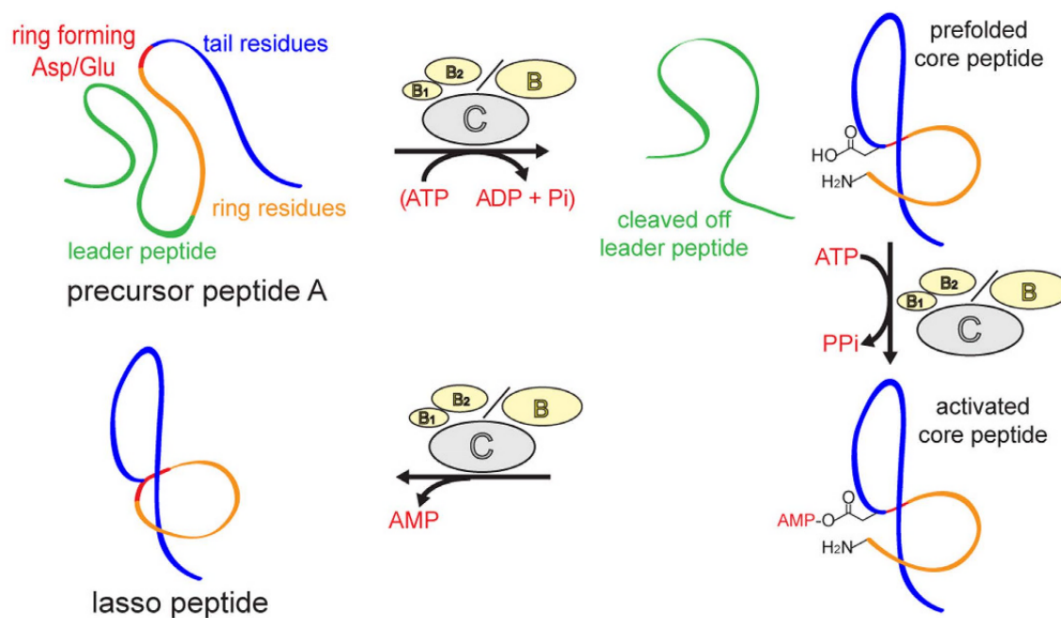 ring forming
Asp/Glu
tail residues
ring residues
leader peptide
precursor peptide A
B₁
B₂
B
C
(ATP
ADP + Pi)
cleaved off
leader peptide
prefolded
core peptide
O
HO
H₂N
ATP
PPi
B₁
B₂
B
C
activated
core peptide
O
AMP-O
H₂N
B₁
B₂
B
C
AMP
lasso peptide